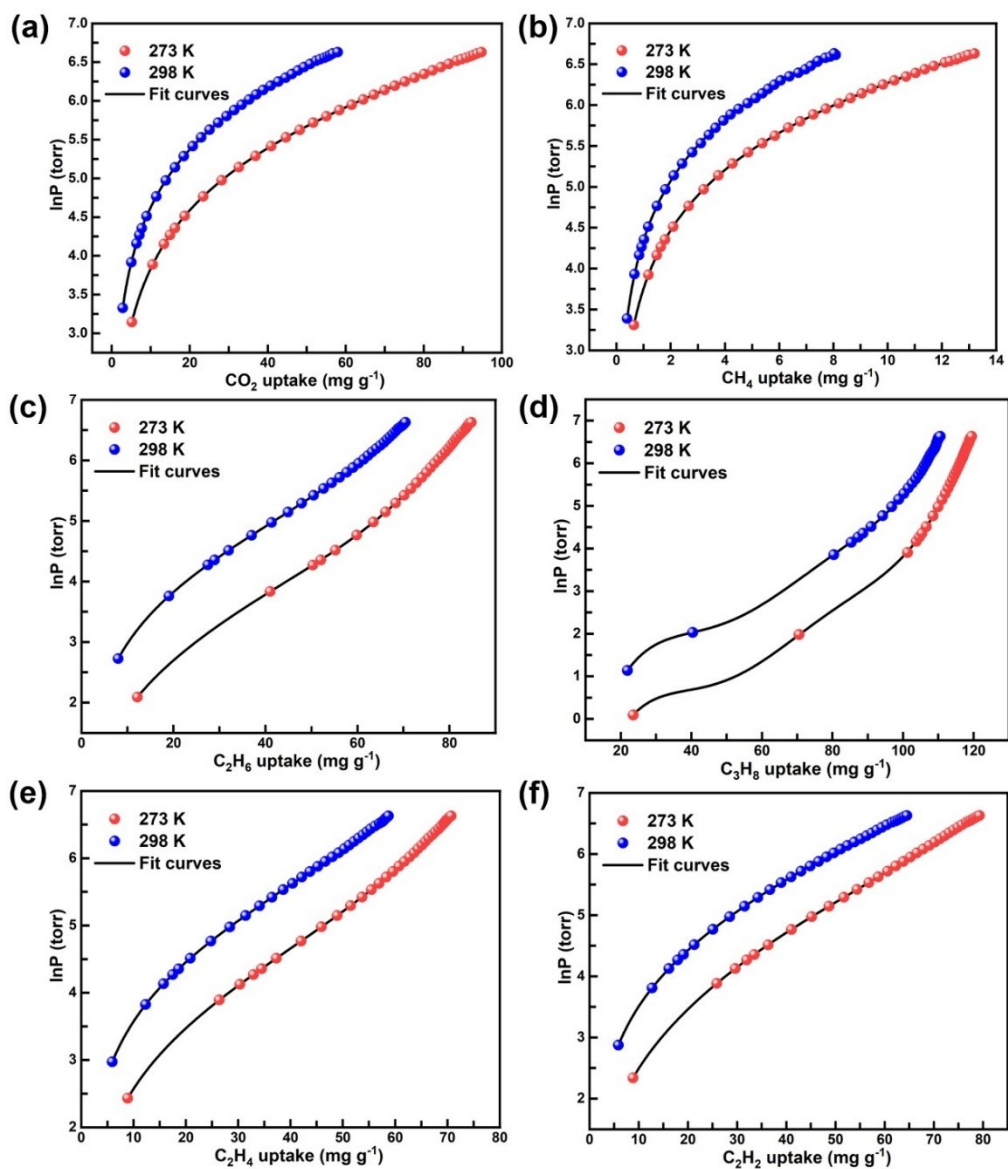 (a)
7.0
6.5
6.0
5.5
5.0
4.5
4.0
3.5
3.0
lnP (torr)
273 K
298 K
Fit curves
0 20 40 60 80 100
CO₂ uptake (mg g⁻¹)
(b)
7.0
6.5
6.0
5.5
5.0
4.5
4.0
3.5
3.0
lnP (torr)
273 K
298 K
Fit curves
0 2 4 6 8 10 12 14
CH₄ uptake (mg g⁻¹)
(c)
7
6
5
4
3
2
lnP (torr)
273 K
298 K
Fit curves
0 20 40 60 80
C₂H₆ uptake (mg g⁻¹)
(d)
7
6
5
4
3
2
1
0
lnP (torr)
273 K
298 K
Fit curves
20 40 60 80 100 120
C₃H₈ uptake (mg g⁻¹)
(e)
7
6
5
4
3
2
lnP (torr)
273 K
298 K
Fit curves
0 10 20 30 40 50 60 70 80
C₂H₄ uptake (mg g⁻¹)
(f)
7
6
5
4
3
2
lnP (torr)
273 K
298 K
Fit curves
0 10 20 30 40 50 60 70 80
C₂H₂ uptake (mg g⁻¹)